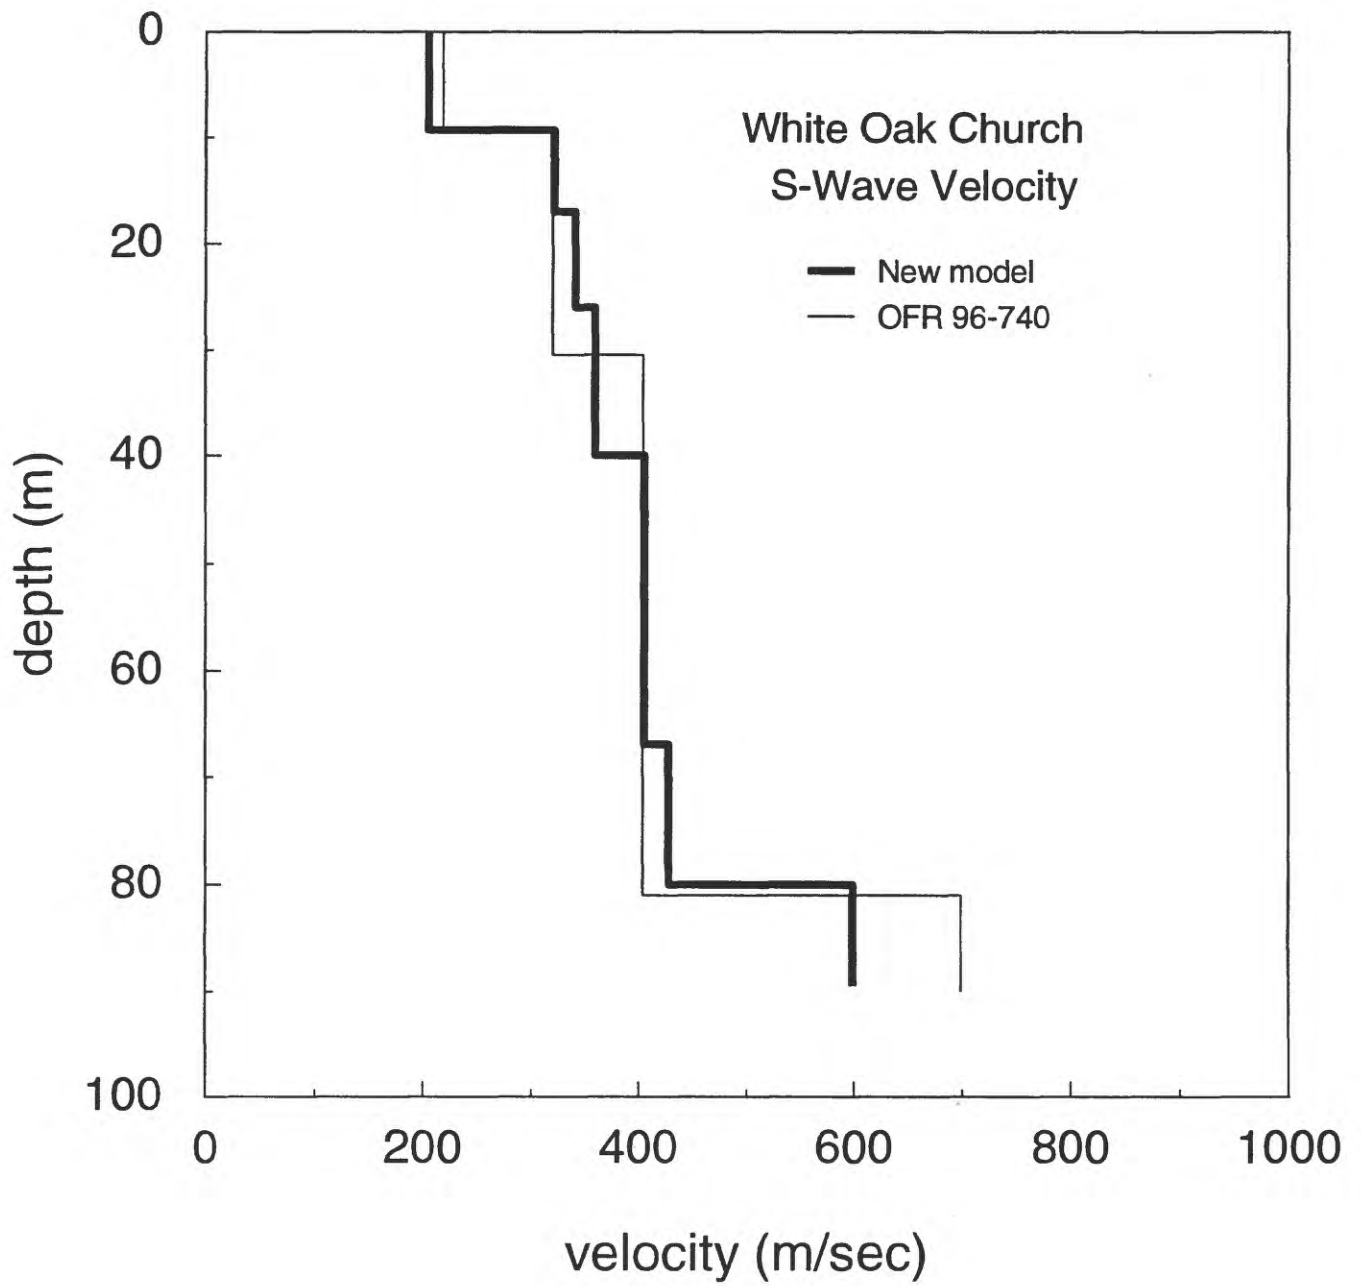 White Oak Church
S-Wave Velocity
New model
OFR 96-740
depth (m)
0
20
40
60
80
100
0 200 400 600 800 1000
velocity (m/sec)